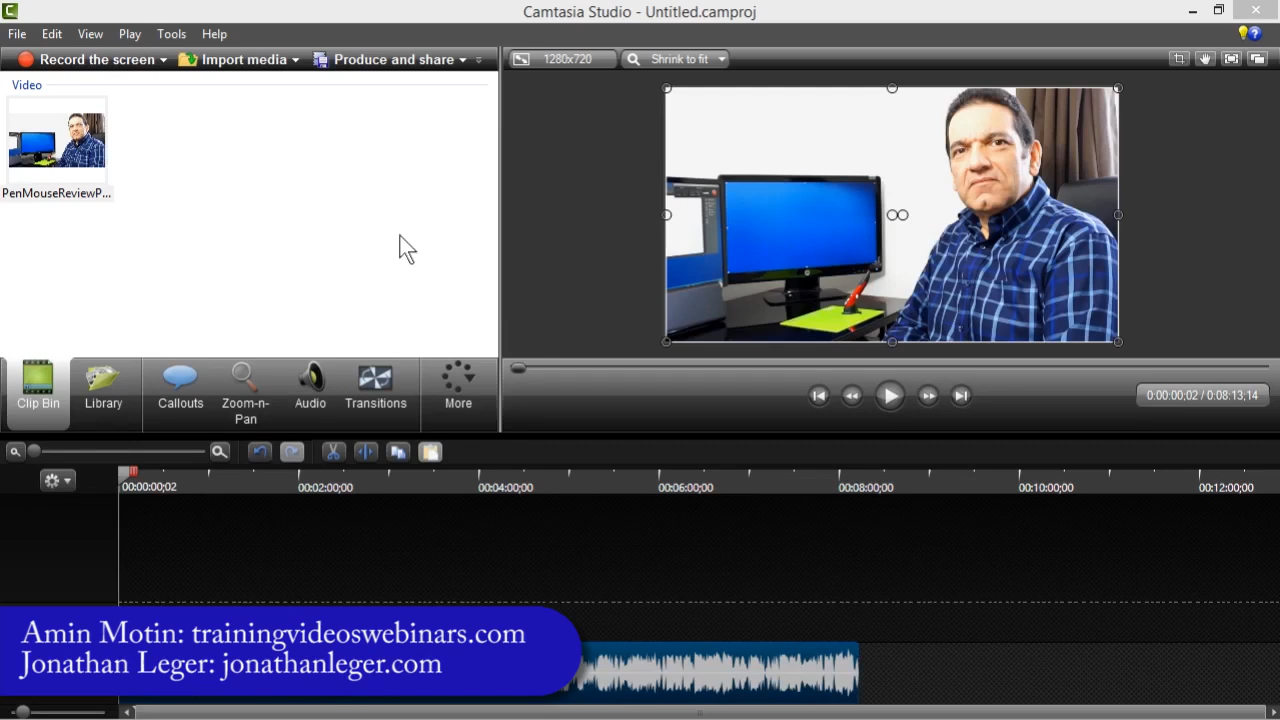 Camtasia Studio - Untitled.camproj
File Edit View Play Tools Help
Record the screen Import media Produce and share 1280x720 Shrink to fit
Video
PenMouseReviewP...
Clip Bin Library Callouts Zoom-n-Pan Audio Transitions More
0:00:00;02 / 0:08:13;14
00:00:00;02 00:02:00;00 00:04:00;00 00:06:00;00 00:08:00;00 00:10:00;00 00:12:00;00
Amin Motin: trainingvideoswebinars.com
Jonathan Leger: jonathanleger.com